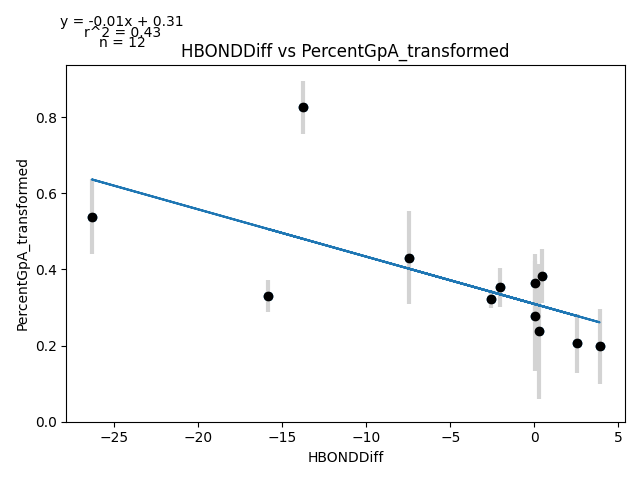 y = -0.01x + 0.31
r^2 = 0.43
n = 12
HBONDDiff vs PercentGpA_transformed
PercentGpA_transformed
0.8
0.6
0.4
0.2
0.0
−25
−20
−15
−10
−5
0
5
HBONDDiff